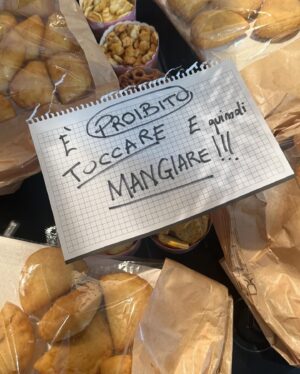 È PROIBITO
TOCCARE E quindi
MANGIARE!!!